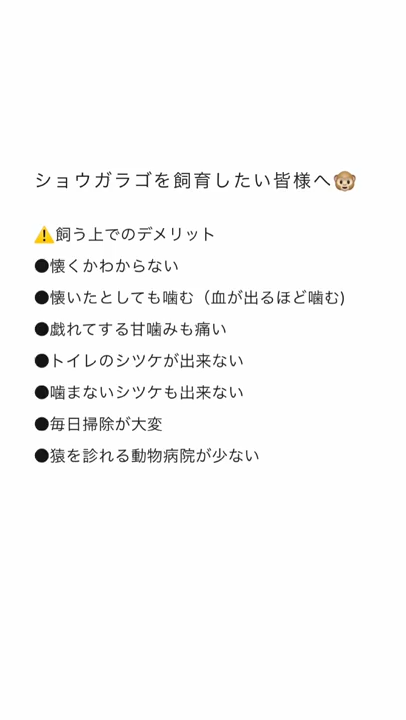 ショウガラゴを飼育したい皆様へ🐵
⚠️飼う上でのデメリット
●懐くかわからない
●懐いたとしても噛む（血が出るほど噛む)
●戯れてする甘噛みも痛い
●トイレのシツケが出来ない
●噛まないシツケも出来ない
●毎日掃除が大変
●猿を診れる動物病院が少ない